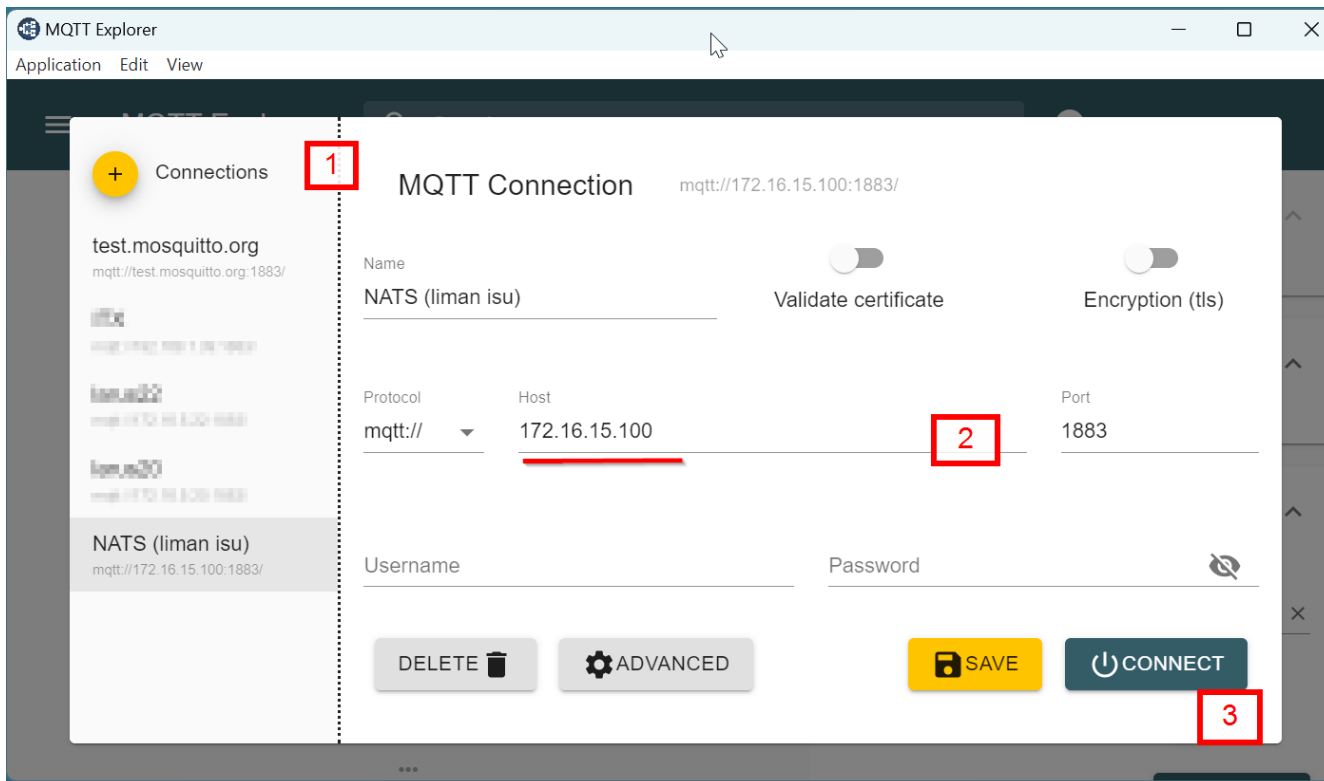 MQTT Explorer
Application Edit View
+ Connections
1
MQTT Connection mqtt://172.16.15.100:1883/
test.mosquitto.org
mqtt://test.mosquitto.org:1883/
Name
NATS (liman isu)
Validate certificate
Encryption (tls)
Protocol
mqtt://
Host
172.16.15.100
2
Port
1883
NATS (liman isu)
mqtt://172.16.15.100:1883/
Username
Password
DELETE
ADVANCED
SAVE
CONNECT
3